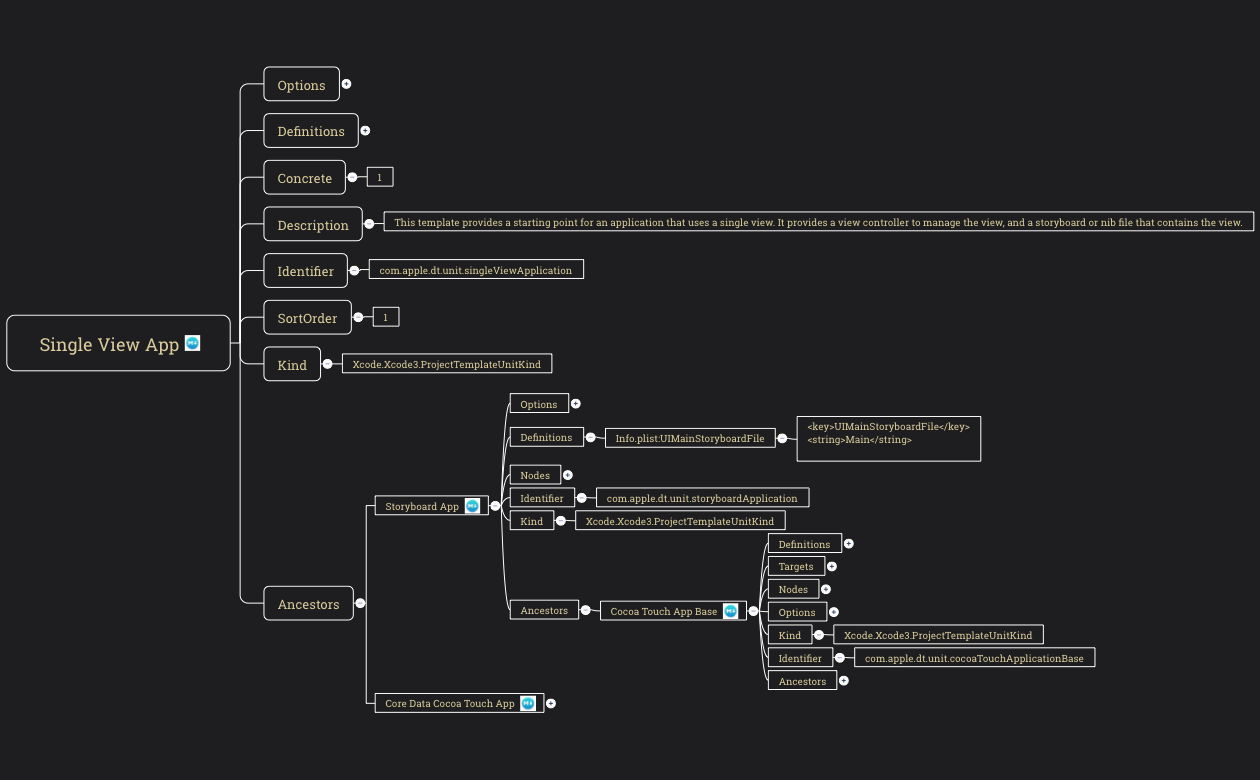 Options
Definitions
Concrete
1
Description
This template provides a starting point for an application that uses a single view. It provides a view controller to manage the view, and a storyboard or nib file that contains the view.
Identifier
com.apple.dt.unit.singleViewApplication
SortOrder
1
Single View App
Kind
Xcode.Xcode3.ProjectTemplateUnitKind
Options
Definitions
Info.plist:UIMainStoryboardFile
<key>UIMainStoryboardFile</key>
<string>Main</string>
Nodes
Identifier
com.apple.dt.unit.storyboardApplication
Storyboard App
Kind
Xcode.Xcode3.ProjectTemplateUnitKind
Definitions
Targets
Nodes
Ancestors
Ancestors
Cocoa Touch App Base
Options
Kind
Xcode.Xcode3.ProjectTemplateUnitKind
Identifier
com.apple.dt.unit.cocoaTouchApplicationBase
Ancestors
Core Data Cocoa Touch App